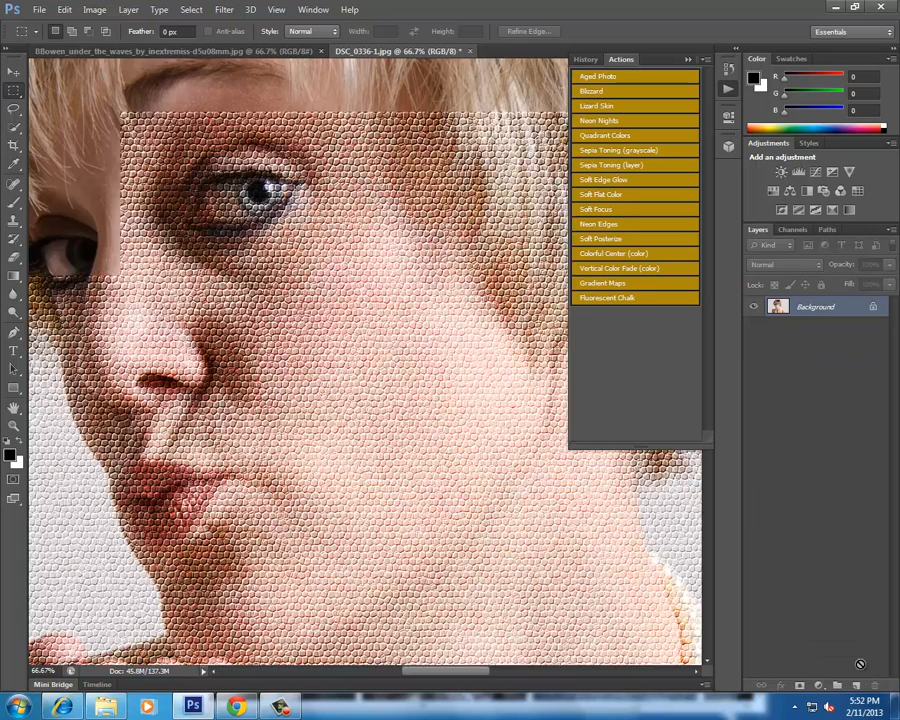 Ps File Edit Image Layer Type Select Filter 3D View Window Help
Feather: 0 px Anti-alias Style: Normal Width: Height: Refine Edge... Essentials
BBowen_under_the_waves_by_inextremiss-d5u08mm.jpg @ 66.7% (RGB/8#) × DSC_0336-1.jpg @ 66.7% (RGB/8) * ×
History Actions
Aged Photo
Blizzard
Lizard Skin
Neon Nights
Quadrant Colors
Sepia Toning (grayscale)
Sepia Toning (layer)
Soft Edge Glow
Soft Flat Color
Soft Focus
Neon Edges
Soft Posterize
Colorful Center (color)
Vertical Color Fade (color)
Gradient Maps
Fluorescent Chalk
Color Swatches
R 0
G 0
B 0
Adjustments Styles
Add an adjustment
Layers Channels Paths
Kind
Normal Opacity: 100%
Lock: Fill:
Background
66.67% Doc: 45.8M/137.3M
Mini Bridge Timeline
Ps
5:52 PM
2/11/2013